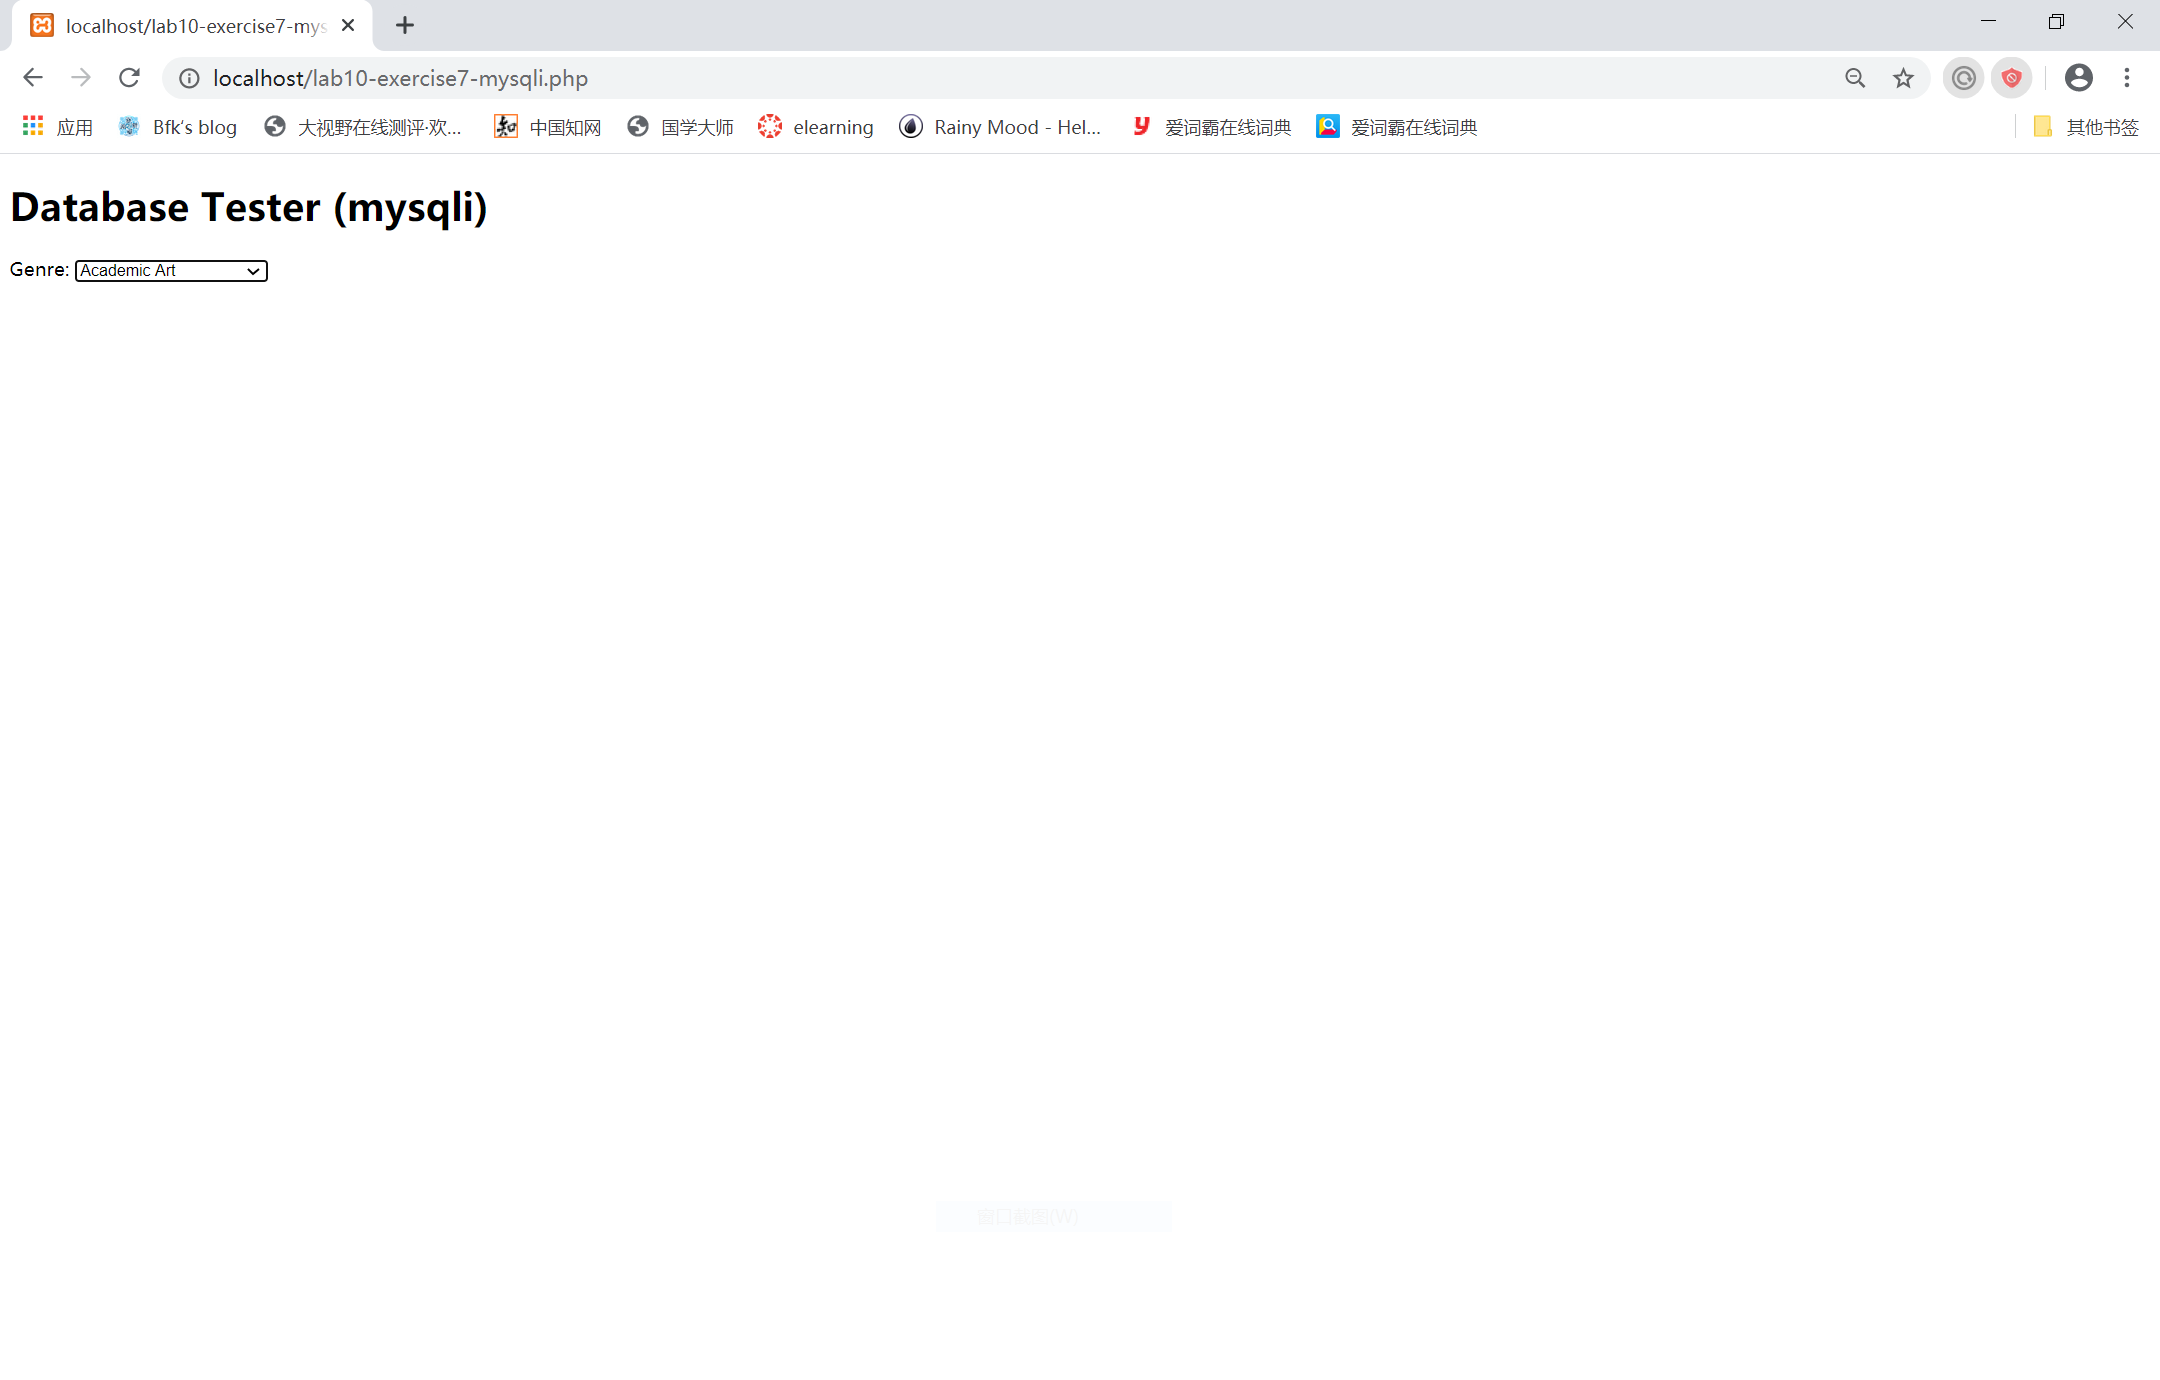 localhost/lab10-exercise7-mys
localhost/lab10-exercise7-mysqli.php
应用 Bfk's blog 大视野在线测评·欢... 中国知网 国学大师 elearning Rainy Mood - Hel... 爱词霸在线词典 爱词霸在线词典 其他书签
Database Tester (mysqli)
Genre: Academic Art
窗口截图(W)